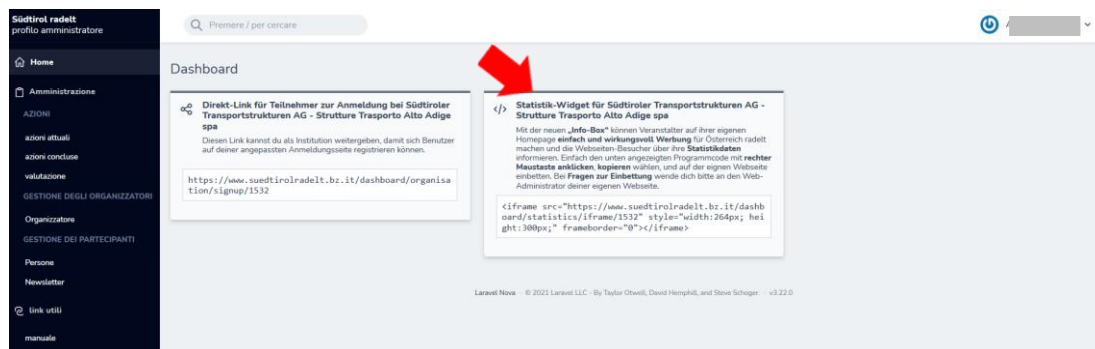 Südtirol radelt
profilo amministratore
Premere / per cercare
Home
Amministrazione
AZIONI
azioni attuali
azioni concluse
valutazione
GESTIONE DEGLI ORGANIZZATORI
Organizzatore
GESTIONE DEI PARTECIPANTI
Persone
Newsletter
link utili
manuale
Dashboard
Direkt-Link für Teilnehmer zur Anmeldung bei Südtiroler
Transportstrukturen AG - Strutture Trasporto Alto Adige
spa
Diesen Link kannst du als Institution weitergeben, damit sich Benutzer
auf deiner angepassten Anmeldungsseite registrieren können.
https://www.suedtirolradelt.bz.it/dashboard/organisa
tion/signup/1532
</> Statistik-Widget für Südtiroler Transportstrukturen AG -
Strutture Trasporto Alto Adige spa
Mit der neuen „Info-Box" können Veranstalter auf ihrer eigenen
Homepage einfach und wirkungsvoll Werbung für Österreich radelt
machen und die Webseiten-Besucher über ihre Statistikdaten
informieren. Einfach den unten angezeigten Programmcode mit rechter
Maustaste anklicken, kopieren wählen, und auf der eignen Webseite
einbetten. Bei Fragen zur Einbettung wende dich bitte an den Web-
Administrator deiner eigenen Webseite.
<iframe src="https://www.suedtirolradelt.bz.it/dashb
oard/statistics/iframe/1532" style="width:264px; hei
ght:300px;" frameborder="0"></iframe>
Laravel Nova · © 2021 Laravel LLC - By Taylor Otwell, David Hemphill, and Steve Schoger. · v3.22.0